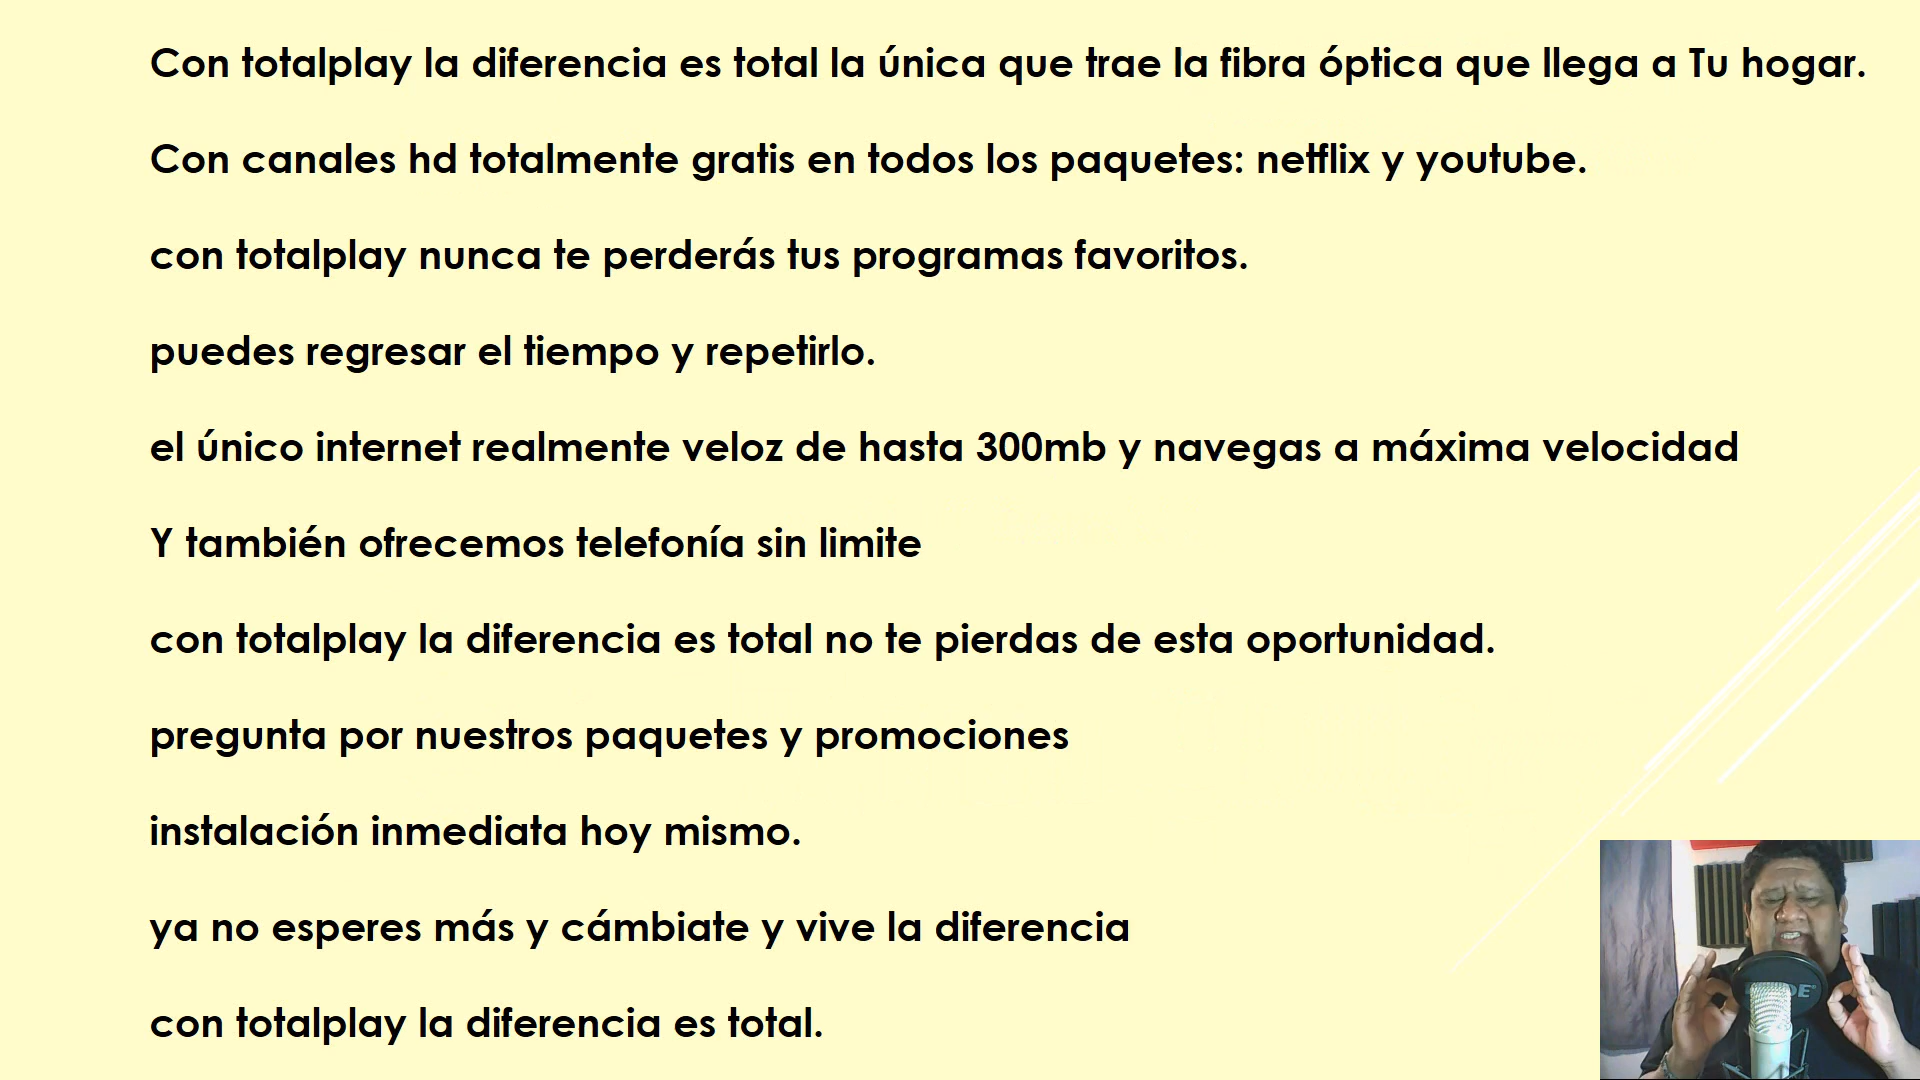 Con totalplay la diferencia es total la única que trae la fibra óptica que llega a Tu hogar.
Con canales hd totalmente gratis en todos los paquetes: netflix y youtube.
con totalplay nunca te perderás tus programas favoritos.
puedes regresar el tiempo y repetirlo.
el único internet realmente veloz de hasta 300mb y navegas a máxima velocidad
Y también ofrecemos telefonía sin limite
con totalplay la diferencia es total no te pierdas de esta oportunidad.
pregunta por nuestros paquetes y promociones
instalación inmediata hoy mismo.
ya no esperes más y cámbiate y vive la diferencia
con totalplay la diferencia es total.